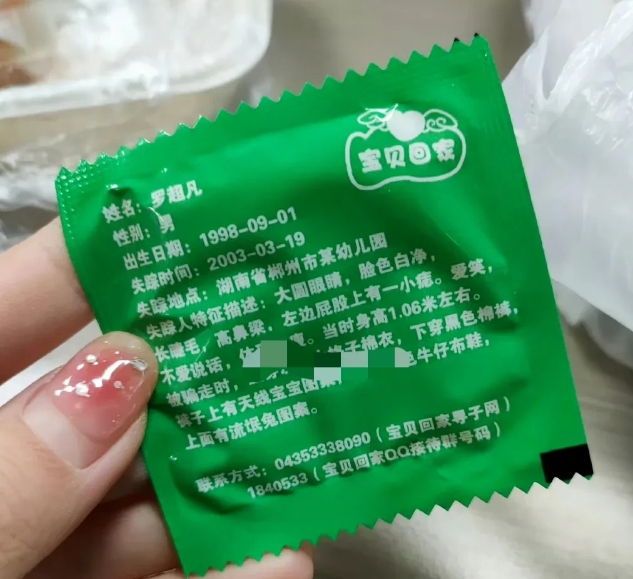 宝贝回家
姓名：罗超凡
性别：男
出生日期：1998-09-01
失踪时间：2003-03-19
失踪地点：湖南省郴州市某幼儿园
失踪人特征描述：大圆眼睛，脸色白净，
长睫毛，高鼻梁，左边屁股上有一小痣。爱笑，
不爱说话，。当时身高1.06米左右。
被骗走时，子棉衣，下穿黑色棉裤，
裤子上有天线宝宝图案，色牛仔布鞋，
上面有流氓兔图案。
联系方式：04353338090（宝贝回家寻子网）
1840533（宝贝回家QQ接待群号码）